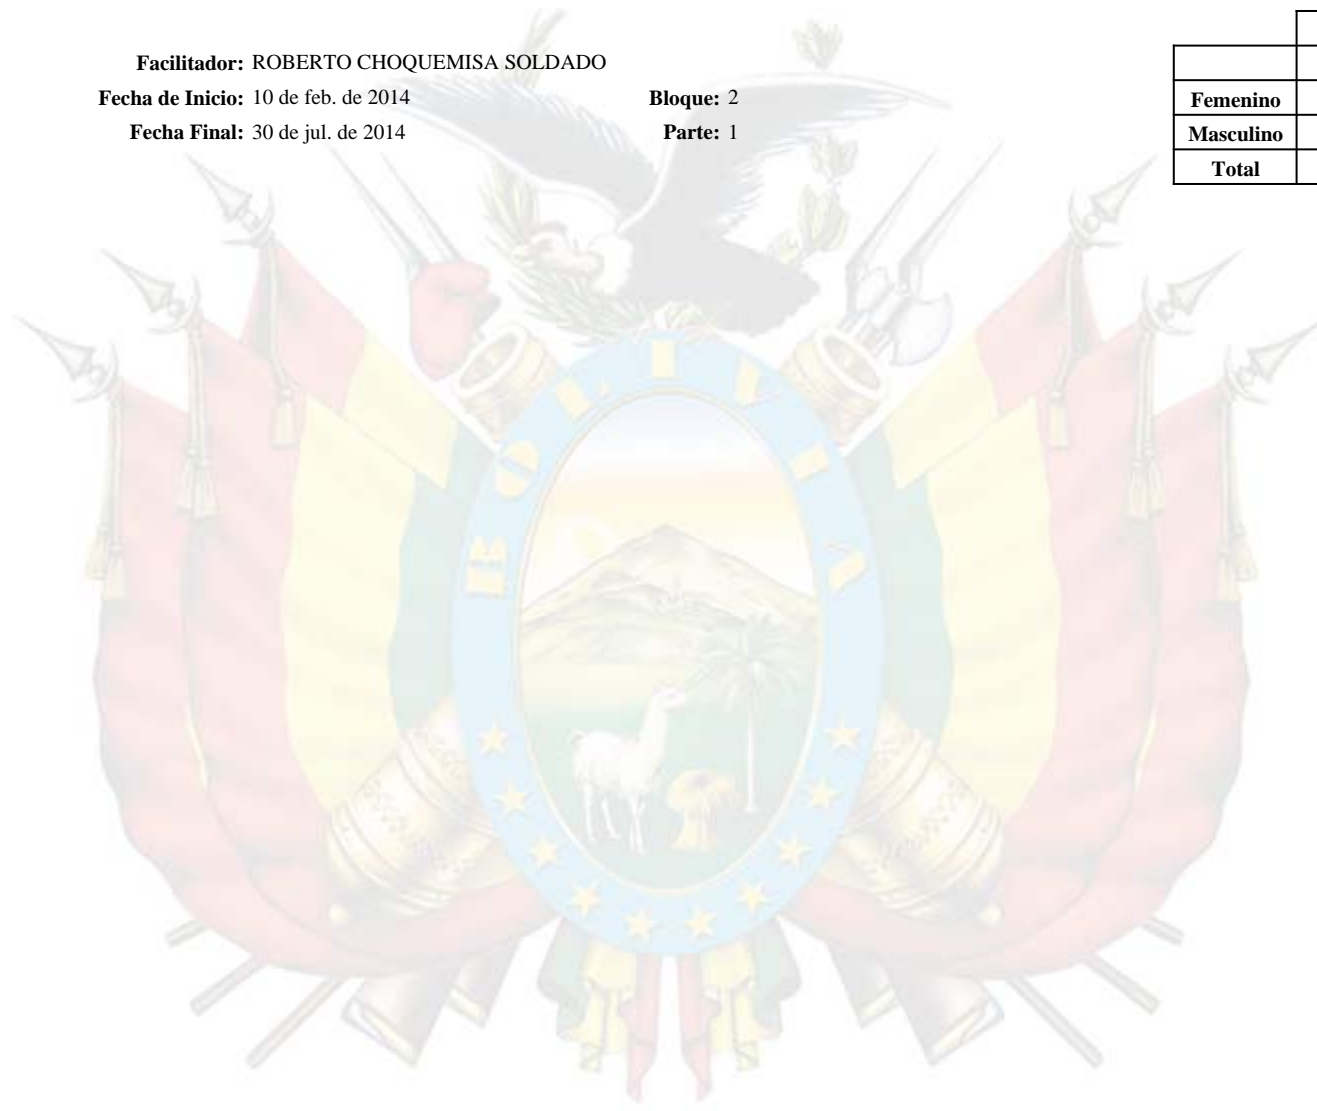 Facilitador: ROBERTO CHOQUEMISA SOLDADO
Fecha de Inicio: 10 de feb. de 2014 Bloque: 2
Fecha Final: 30 de jul. de 2014 Parte: 1
Femenino
Masculino
Total
BOLIVIA